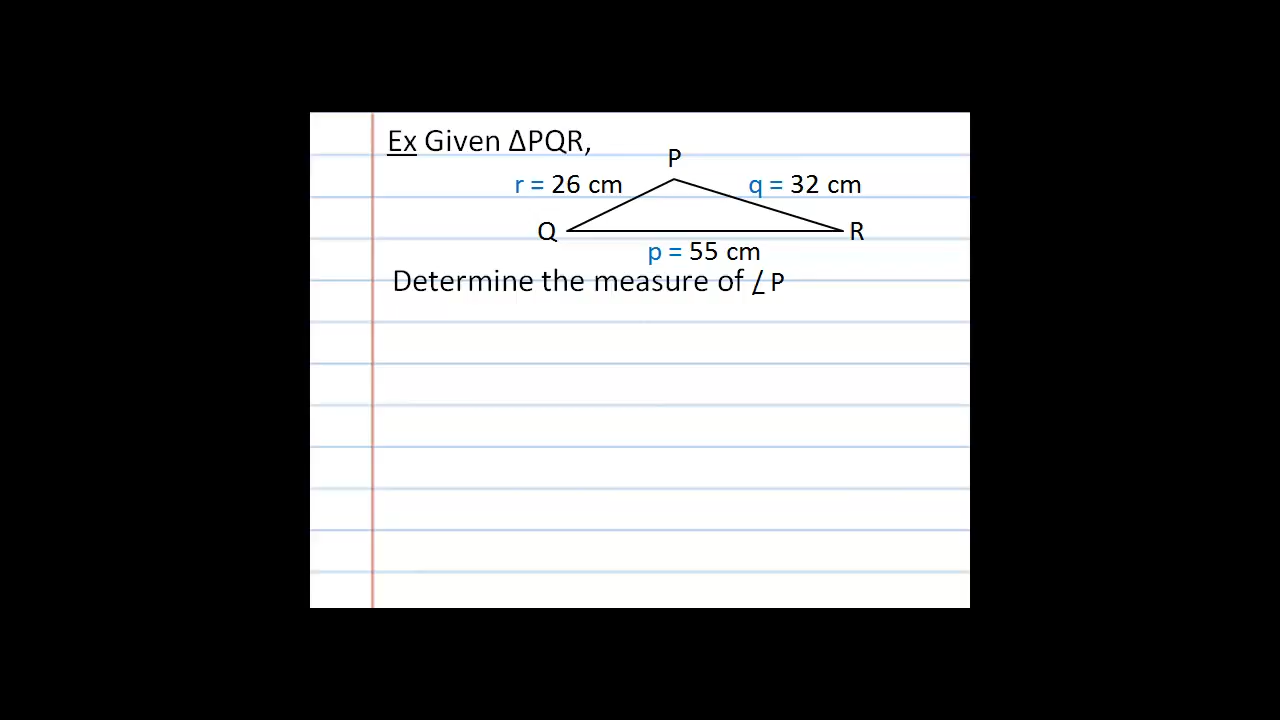 Ex Given ΔPQR,
P
r = 26 cm
q = 32 cm
Q
R
p = 55 cm
Determine the measure of ∠P